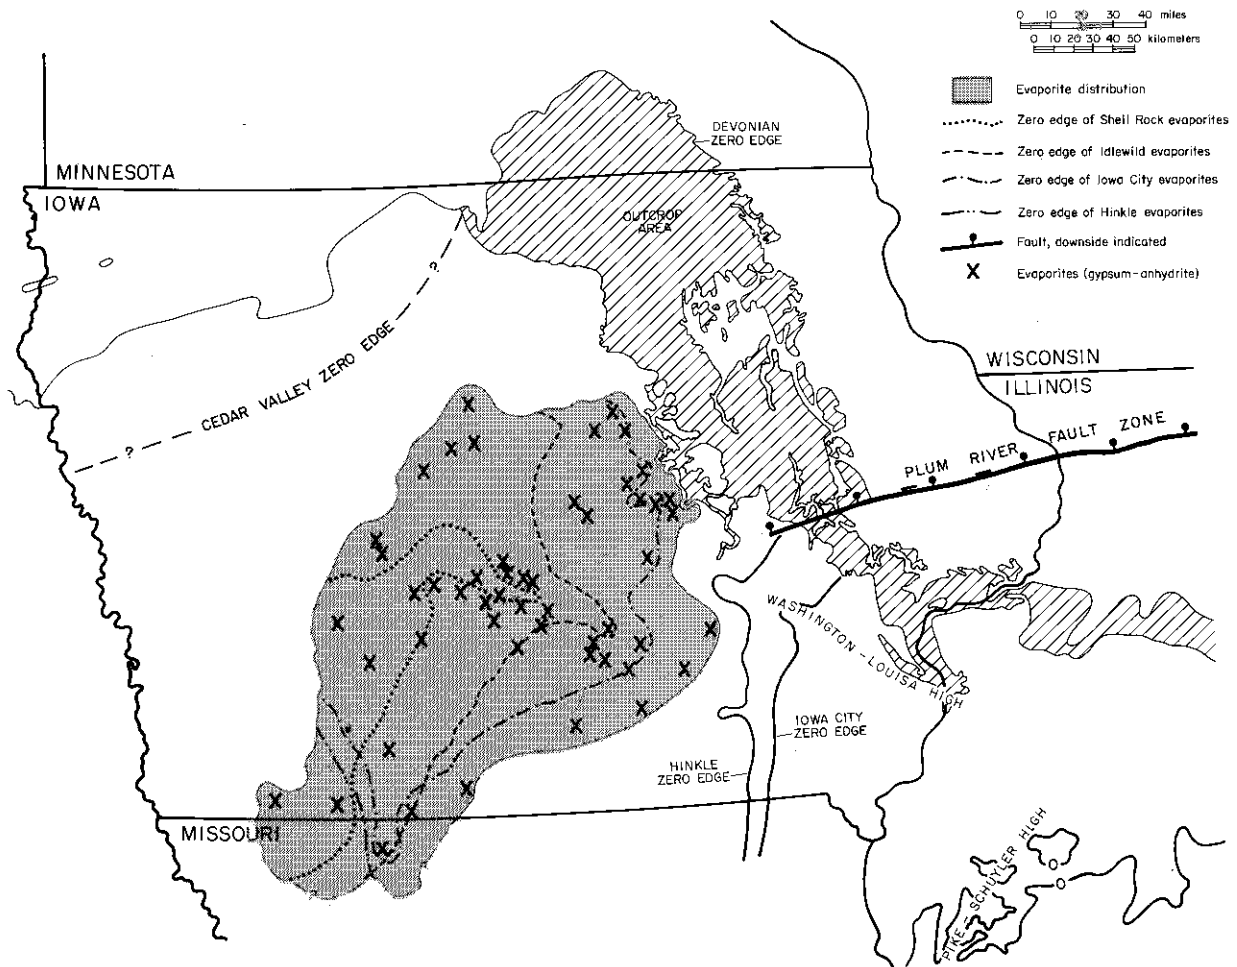 0 10 20 30 40 miles
0 10 20 30 40 50 kilometers
Evaporite distribution
Zero edge of Shell Rock evaporites
Zero edge of Idlewild evaporites
Zero edge of Iowa City evaporites
Zero edge of Hinkle evaporites
Fault, downside indicated
X Evaporites (gypsum-anhydrite)
DEVONIAN
ZERO EDGE
MINNESOTA
IOWA
OUTCROP
AREA
?
CEDAR VALLEY ZERO EDGE
?
WISCONSIN
ILLINOIS
PLUM RIVER FAULT ZONE
WASHINGTON-LOUISA HIGH
IOWA CITY
ZERO EDGE
HINKLE
ZERO EDGE
MISSOURI
PIKE-SCHUYLER HIGH
0
0